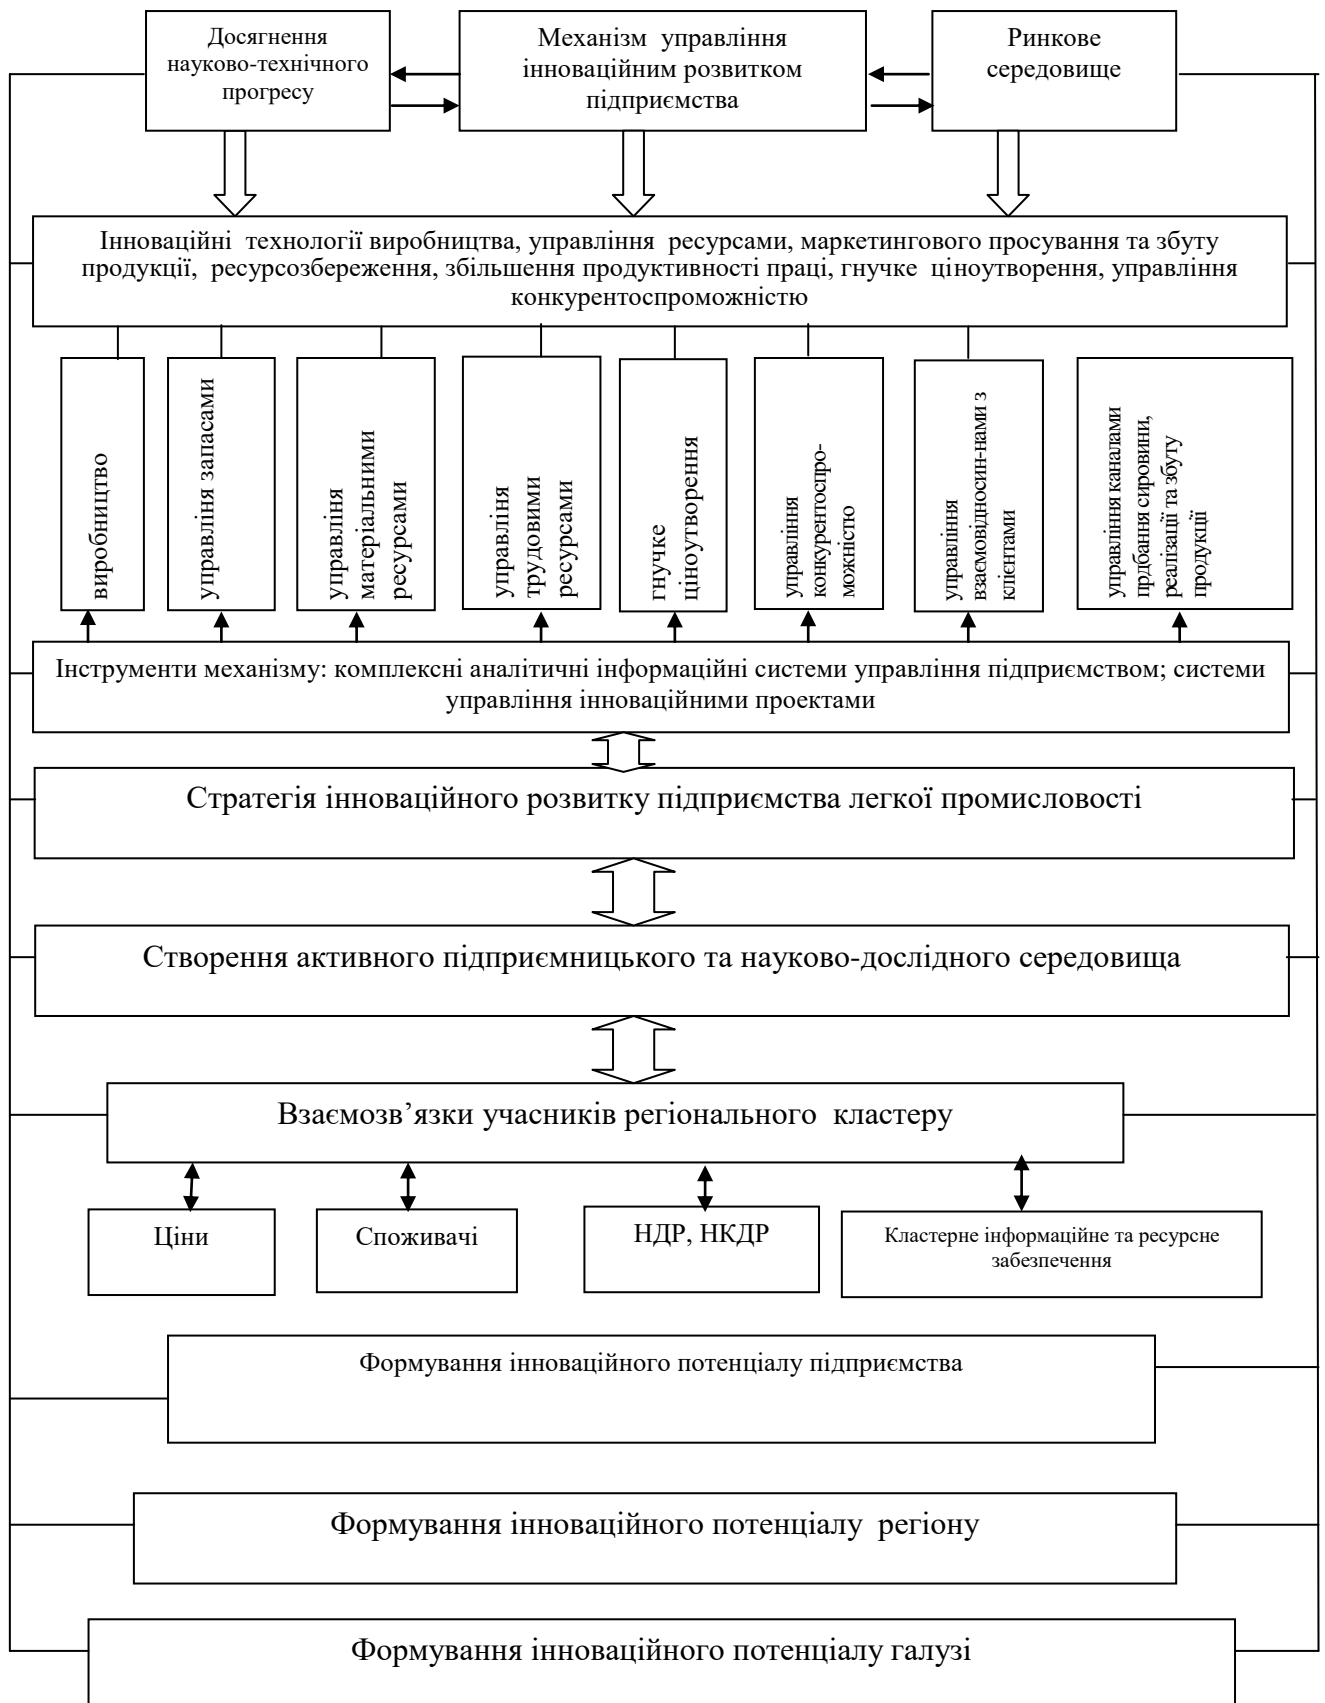 Досягнення
науково-технічного
прогресу
Механізм управління
інноваційним розвитком
підприємства
Ринкове
середовище
Інноваційні технології виробництва, управління ресурсами, маркетингового просування та збуту
продукції, ресурсозбереження, збільшення продуктивності праці, гнучке ціноутворення, управління
конкурентоспроможністю
виробництво
управліня запасами
управліня
матеріальними
ресурсами
управліня
трудовими
ресурсами
гнучке
ціноутворення
управліня
конкурентоспро-
можністю
управління
взаємовідносин-нами з
клієнтами
управління каналами
прдбання сировини,
реалізації та збуту
продукції
Інструменти механізму: комплексні аналітичні інформаційні системи управління підприємством; системи
управління інноваційними проектами
Стратегія інноваційного розвитку підприємства легкої промисловості
Створення активного підприємницького та науково-дослідного середовища
Взаємозв’язки учасників регіонального кластеру
Ціни
Споживачі
НДР, НКДР
Кластерне інформаційне та ресурсне
забезпечення
Формування інноваційного потенціалу підприємства
Формування інноваційного потенціалу регіону
Формування інноваційного потенціалу галузі